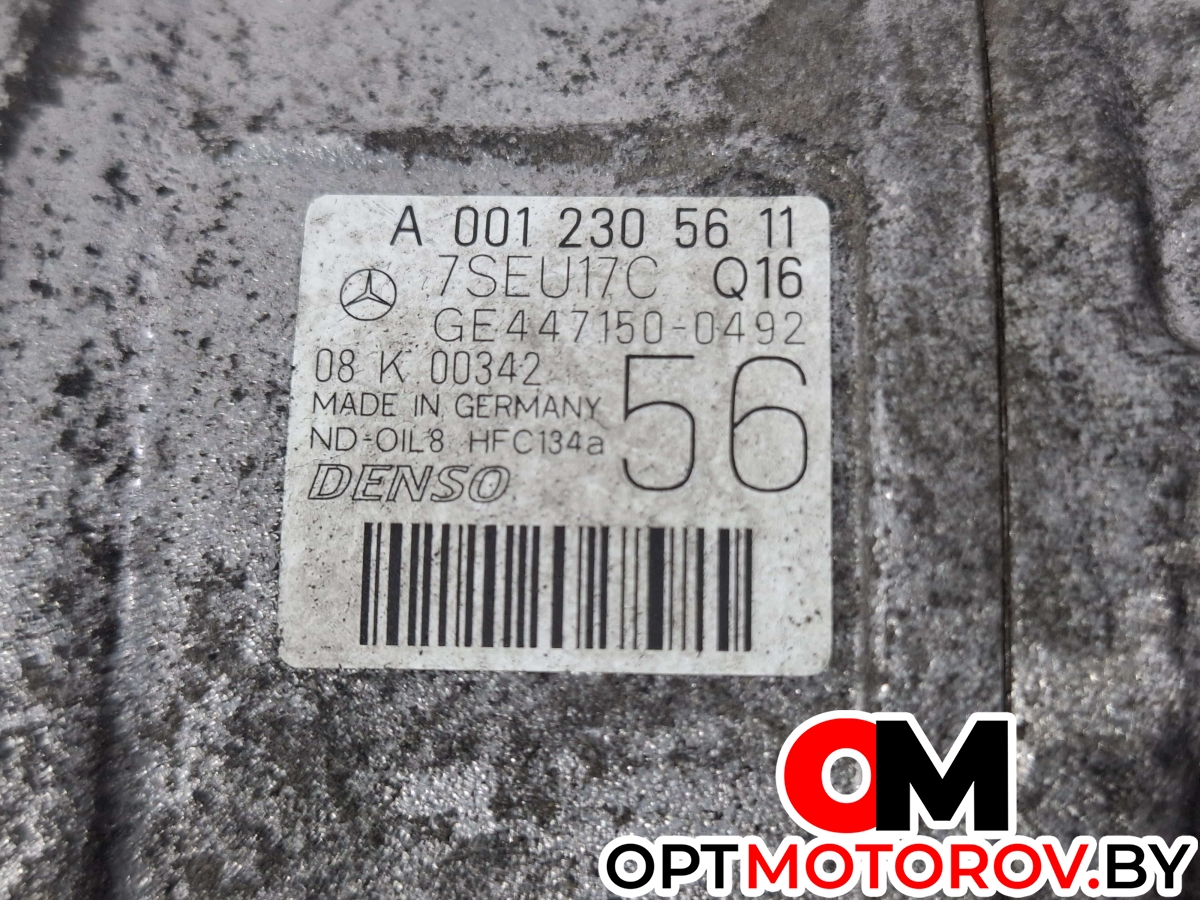 A 001 230 56 11
7SEU17C Q16
GE447150-0492
08 K 00342
56
MADE IN GERMANY
ND-OIL8 HFC134a
DENSO
OM
OPTMOTOROV.BY